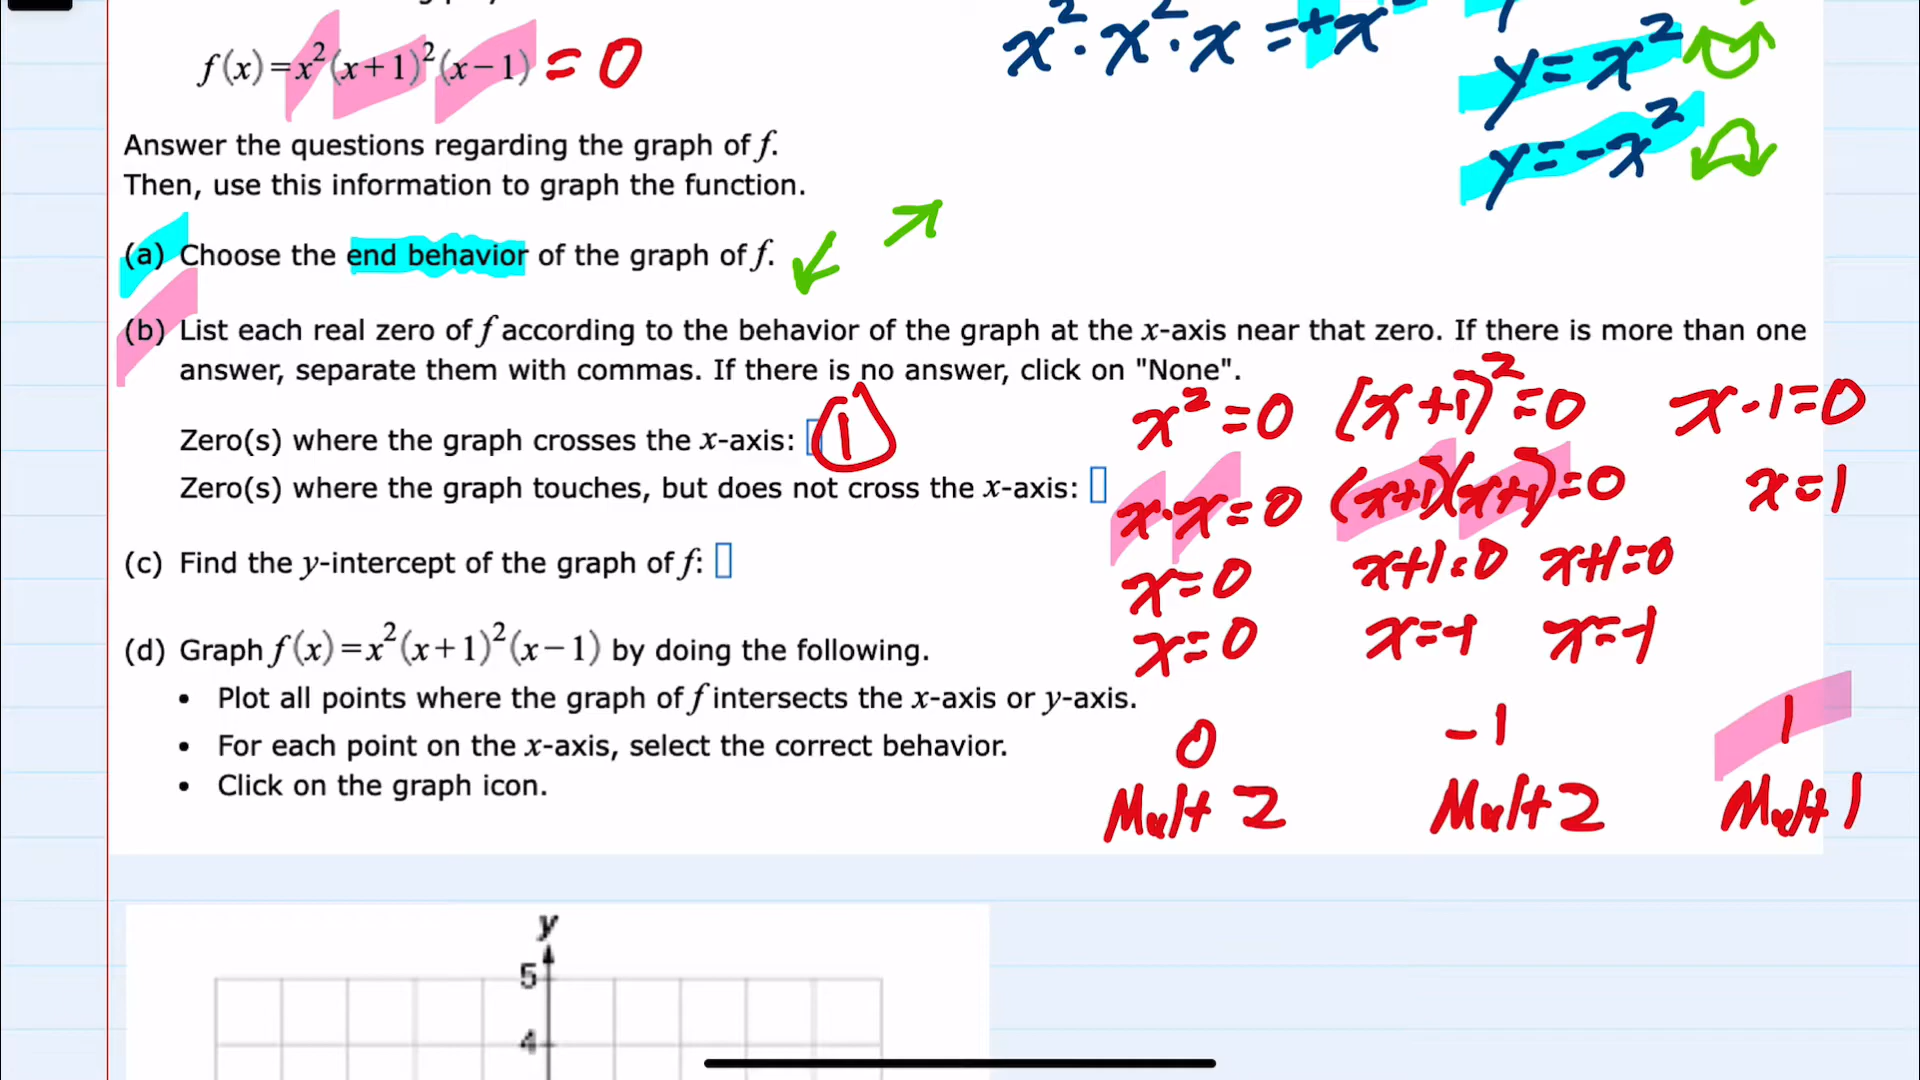 x²·x²·x=+x
f(x)=x²(x+1)²(x−1) = 0
y=x²
y=-x²
Answer the questions regarding the graph of f.
Then, use this information to graph the function.
(a) Choose the end behavior of the graph of f.
(b) List each real zero of f according to the behavior of the graph at the x-axis near that zero. If there is more than one
answer, separate them with commas. If there is no answer, click on "None".
x²=0 (x+1)²=0 x-1=0
Zero(s) where the graph crosses the x-axis: 1
Zero(s) where the graph touches, but does not cross the x-axis:
x·x=0 (x+1)(x+1)=0 x=1
(c) Find the y-intercept of the graph of f:
x=0 x+1=0 x+1=0
(d) Graph f(x)=x²(x+1)²(x−1) by doing the following.
x=0 x=-1 x=-1
• Plot all points where the graph of f intersects the x-axis or y-axis.
• For each point on the x-axis, select the correct behavior.
• Click on the graph icon.
0 -1 1
Mult 2 Mult 2 Mult 1
y
5
4